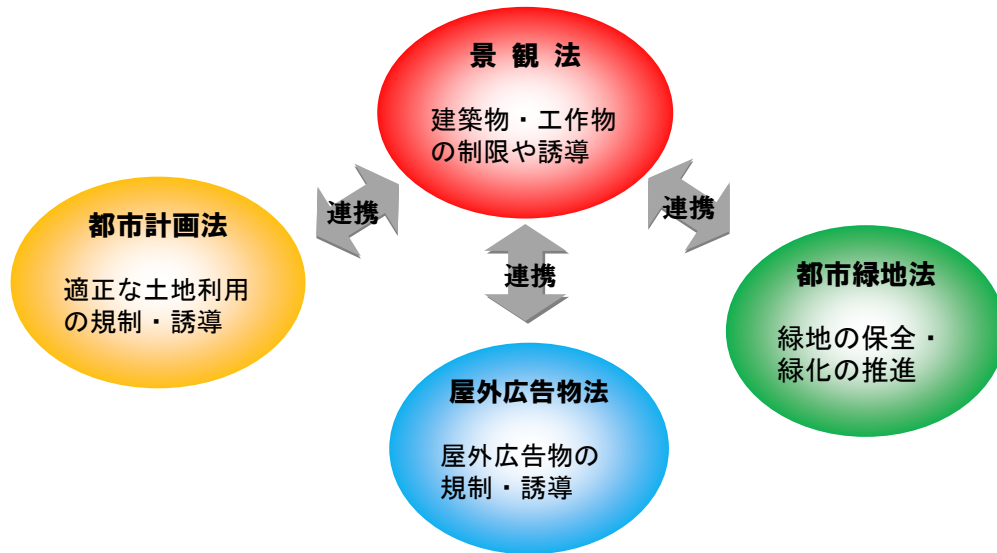 景 観 法
建築物・工作物
の制限や誘導
連携
連携
連携
都市計画法
適正な土地利用
の規制・誘導
屋外広告物法
屋外広告物の
規制・誘導
都市緑地法
緑地の保全・
緑化の推進